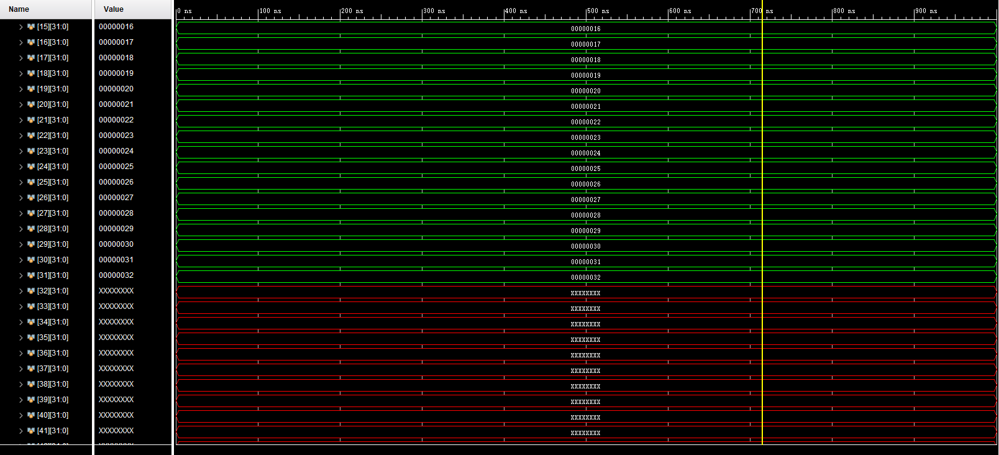 Name Value 0 ns 100 ns 200 ns 300 ns 400 ns 500 ns 600 ns 700 ns 800 ns 900 ns
[15][31:0] 00000016 00000016
[16][31:0] 00000017 00000017
[17][31:0] 00000018 00000018
[18][31:0] 00000019 00000019
[19][31:0] 00000020 00000020
[20][31:0] 00000021 00000021
[21][31:0] 00000022 00000022
[22][31:0] 00000023 00000023
[23][31:0] 00000024 00000024
[24][31:0] 00000025 00000025
[25][31:0] 00000026 00000026
[26][31:0] 00000027 00000027
[27][31:0] 00000028 00000028
[28][31:0] 00000029 00000029
[29][31:0] 00000030 00000030
[30][31:0] 00000031 00000031
[31][31:0] 00000032 00000032
[32][31:0] XXXXXXXX XXXXXXXX
[33][31:0] XXXXXXXX XXXXXXXX
[34][31:0] XXXXXXXX XXXXXXXX
[35][31:0] XXXXXXXX XXXXXXXX
[36][31:0] XXXXXXXX XXXXXXXX
[37][31:0] XXXXXXXX XXXXXXXX
[38][31:0] XXXXXXXX XXXXXXXX
[39][31:0] XXXXXXXX XXXXXXXX
[40][31:0] XXXXXXXX XXXXXXXX
[41][31:0] XXXXXXXX XXXXXXXX